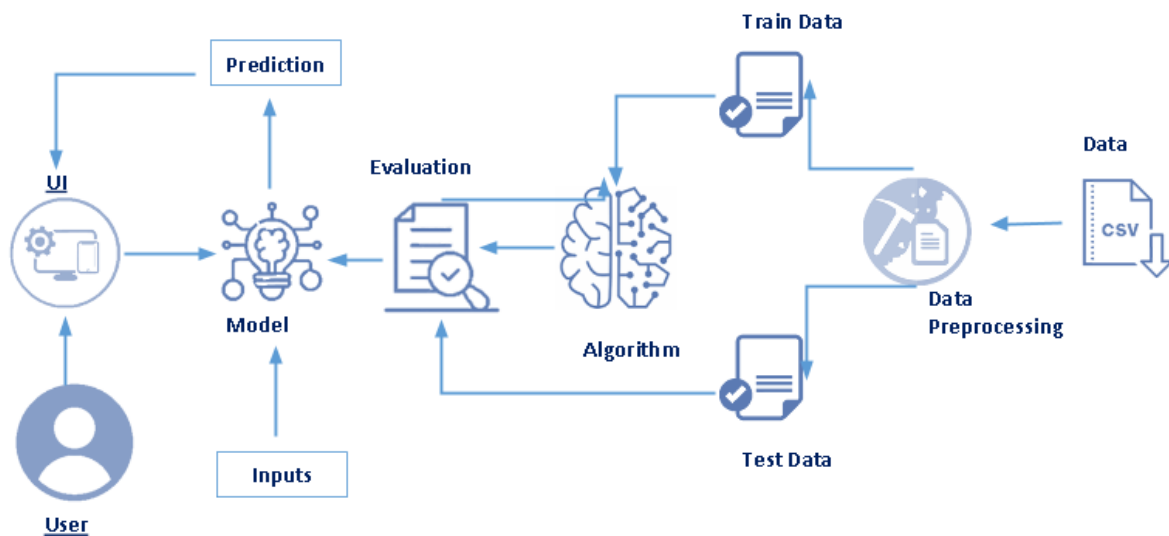 Train Data
Prediction
Data
Evaluation
UI
CSV
Data
Preprocessing
Model
Algorithm
Inputs
Test Data
User